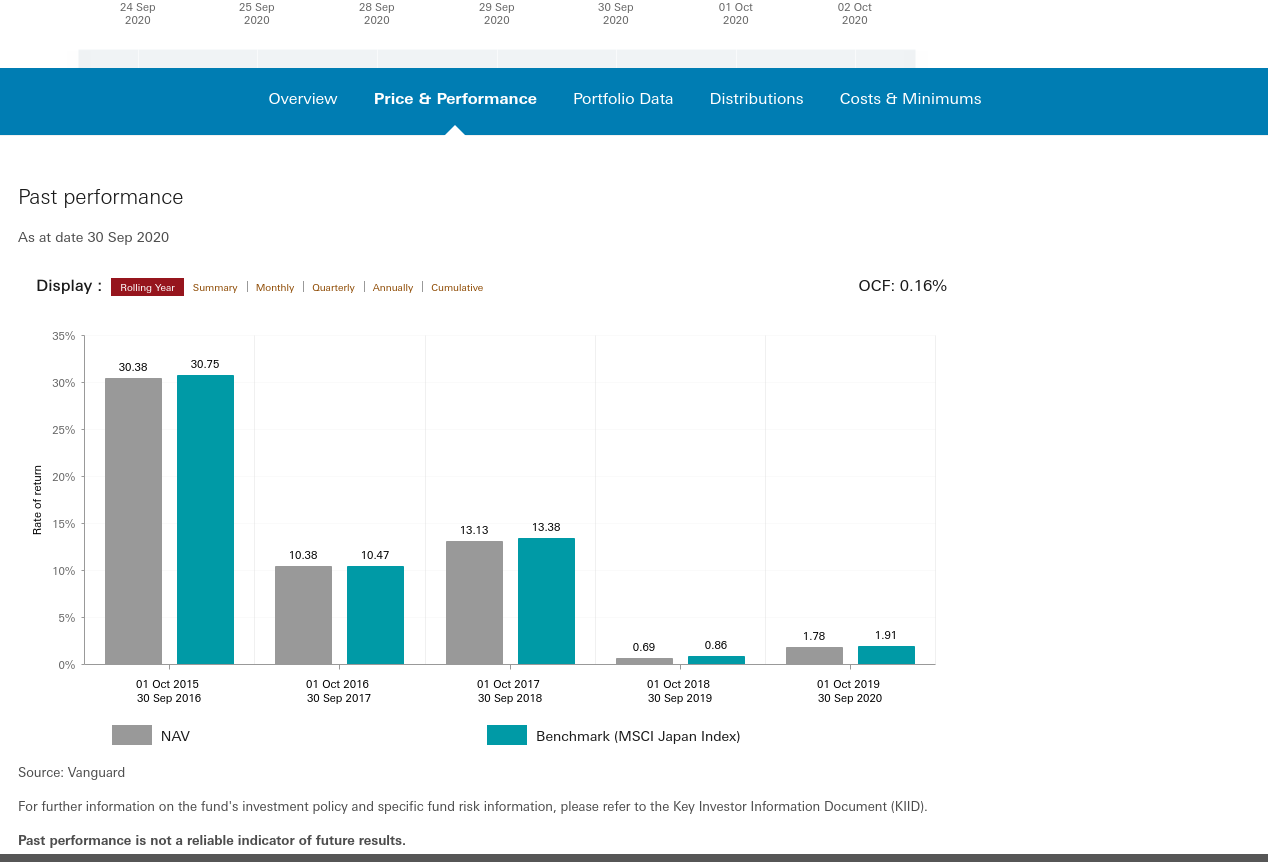 24 Sep 25 Sep 28 Sep 29 Sep 30 Sep 01 Oct 02 Oct
2020 2020 2020 2020 2020 2020 2020
Overview Price & Performance Portfolio Data Distributions Costs & Minimums
Past performance
As at date 30 Sep 2020
Display : Rolling Year Summary Monthly Quarterly Annually Cumulative OCF: 0.16%
35%
30%
25%
20%
15%
10%
5%
0%
Rate of return
30.38 30.75
10.38 10.47
13.13 13.38
0.69 0.86
1.78 1.91
01 Oct 2015 01 Oct 2016 01 Oct 2017 01 Oct 2018 01 Oct 2019
30 Sep 2016 30 Sep 2017 30 Sep 2018 30 Sep 2019 30 Sep 2020
NAV Benchmark (MSCI Japan Index)
Source: Vanguard
For further information on the fund's investment policy and specific fund risk information, please refer to the Key Investor Information Document (KIID).
Past performance is not a reliable indicator of future results.